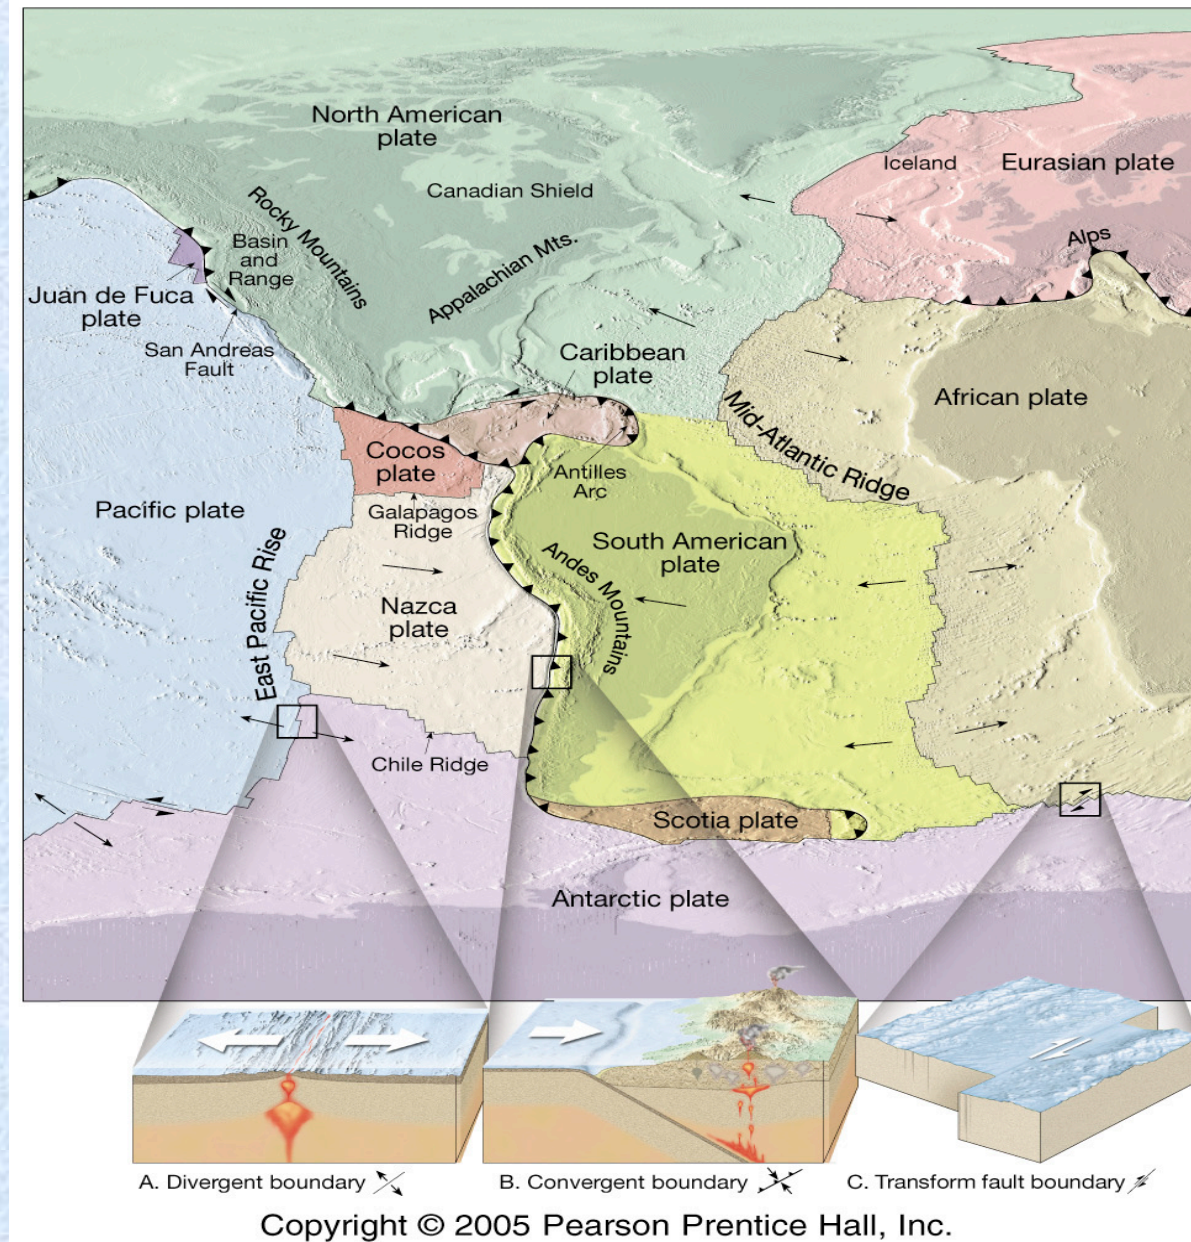 North American
plate
Iceland
Eurasian plate
Canadian Shield
Rocky Mountains
Basin
and
Range
Appalachian Mts.
Alps
Juan de Fuca
plate
San Andreas
Fault
Caribbean
plate
African plate
Mid-Atlantic Ridge
Cocos
plate
Antilles
Arc
Pacific plate
Galapagos
Ridge
South American
plate
Andes Mountains
East Pacific Rise
Nazca
plate
Chile Ridge
Scotia plate
Antarctic plate
A. Divergent boundary
B. Convergent boundary
C. Transform fault boundary
Copyright © 2005 Pearson Prentice Hall, Inc.